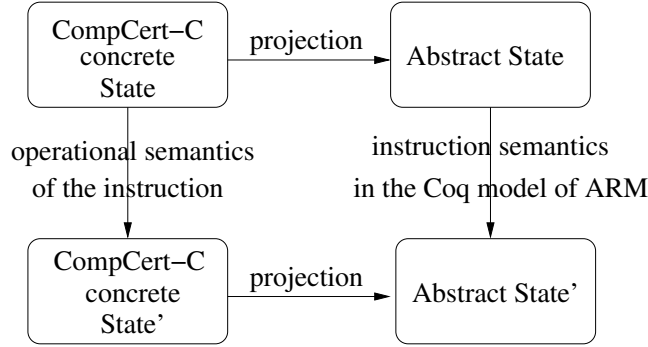 CompCert−C
concrete
State
projection
Abstract State
operational semantics
of the instruction
instruction semantics
in the Coq model of ARM
CompCert−C
concrete
State’
projection
Abstract State’